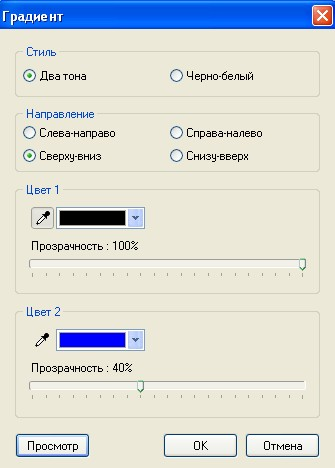 Градиент
Стиль
Два тона Черно-белый
Направление
Слева-направо Справа-налево
Сверху-вниз Снизу-вверх
Цвет 1
Прозрачность : 100%
Цвет 2
Прозрачность : 40%
Просмотр OK Отмена